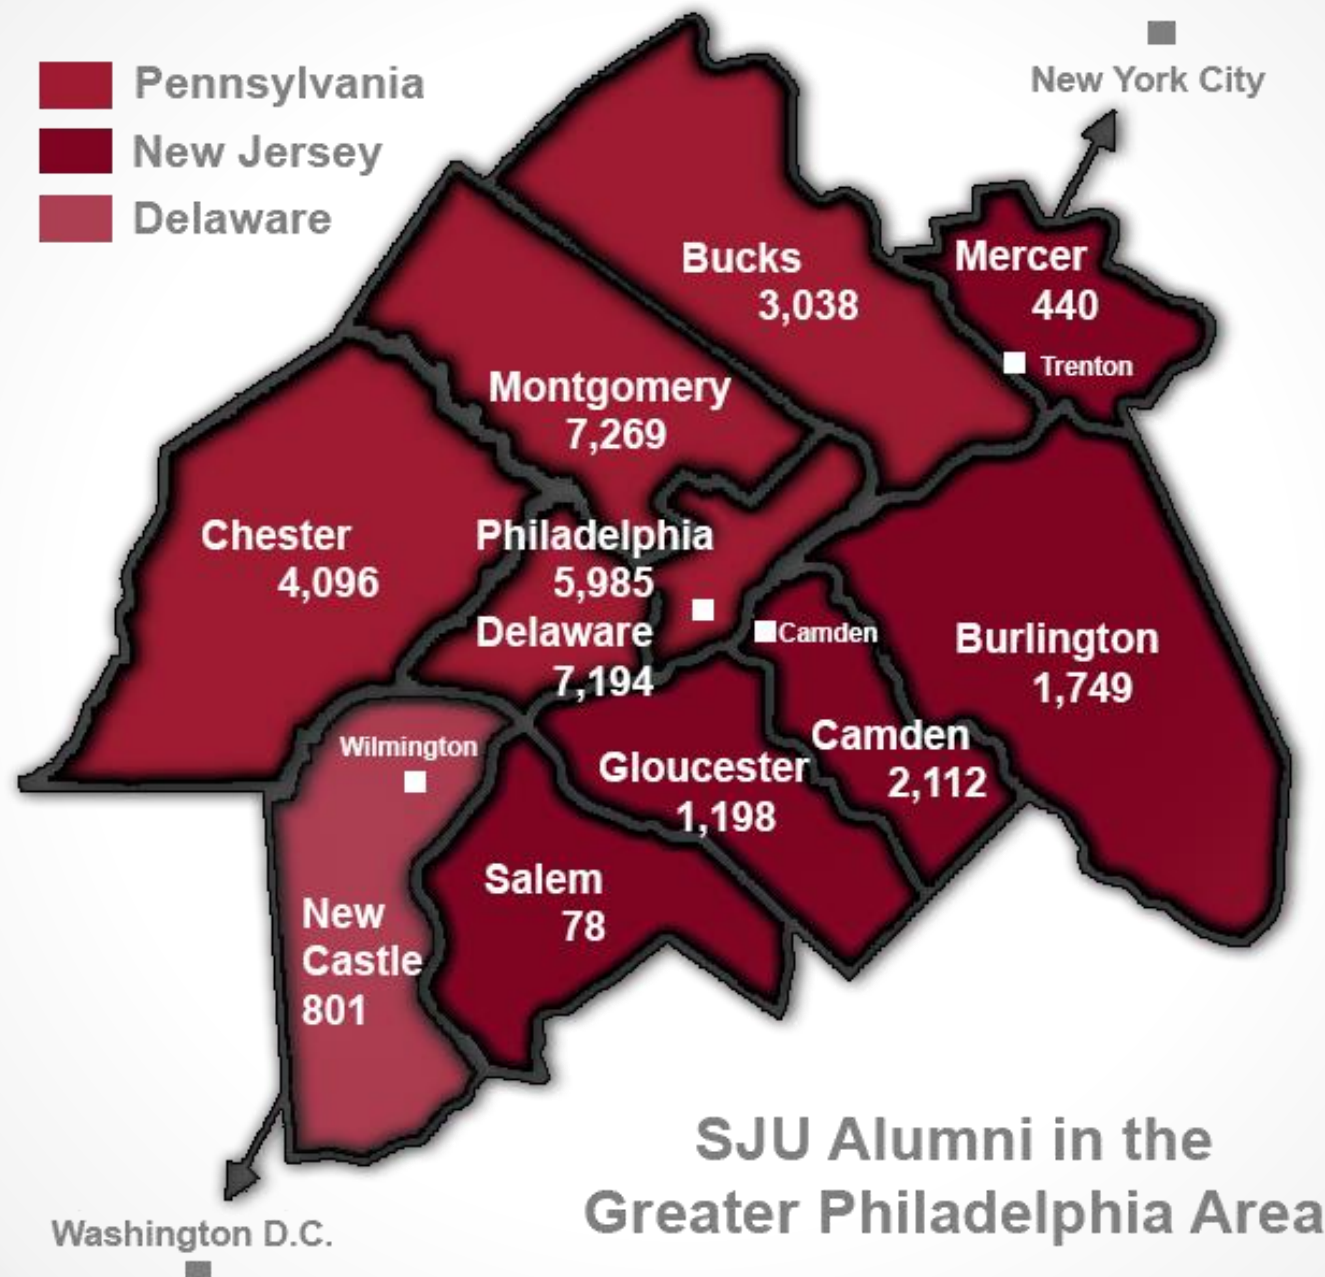 Pennsylvania
New Jersey
Delaware
New York City
Bucks
3,038
Mercer
440
Trenton
Montgomery
7,269
Chester
4,096
Philadelphia
5,985
Delaware
7,194
Camden
Burlington
1,749
Camden
2,112
Gloucester
1,198
Wilmington
Salem
78
New
Castle
801
SJU Alumni in the
Greater Philadelphia Area
Washington D.C.